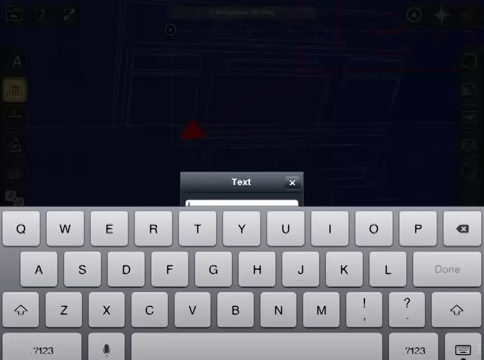 ?
A
Text
Q W E R T Y U I O P
A S D F G H J K L Done
Z X C V B N M ! , ? .
.?123 .?123